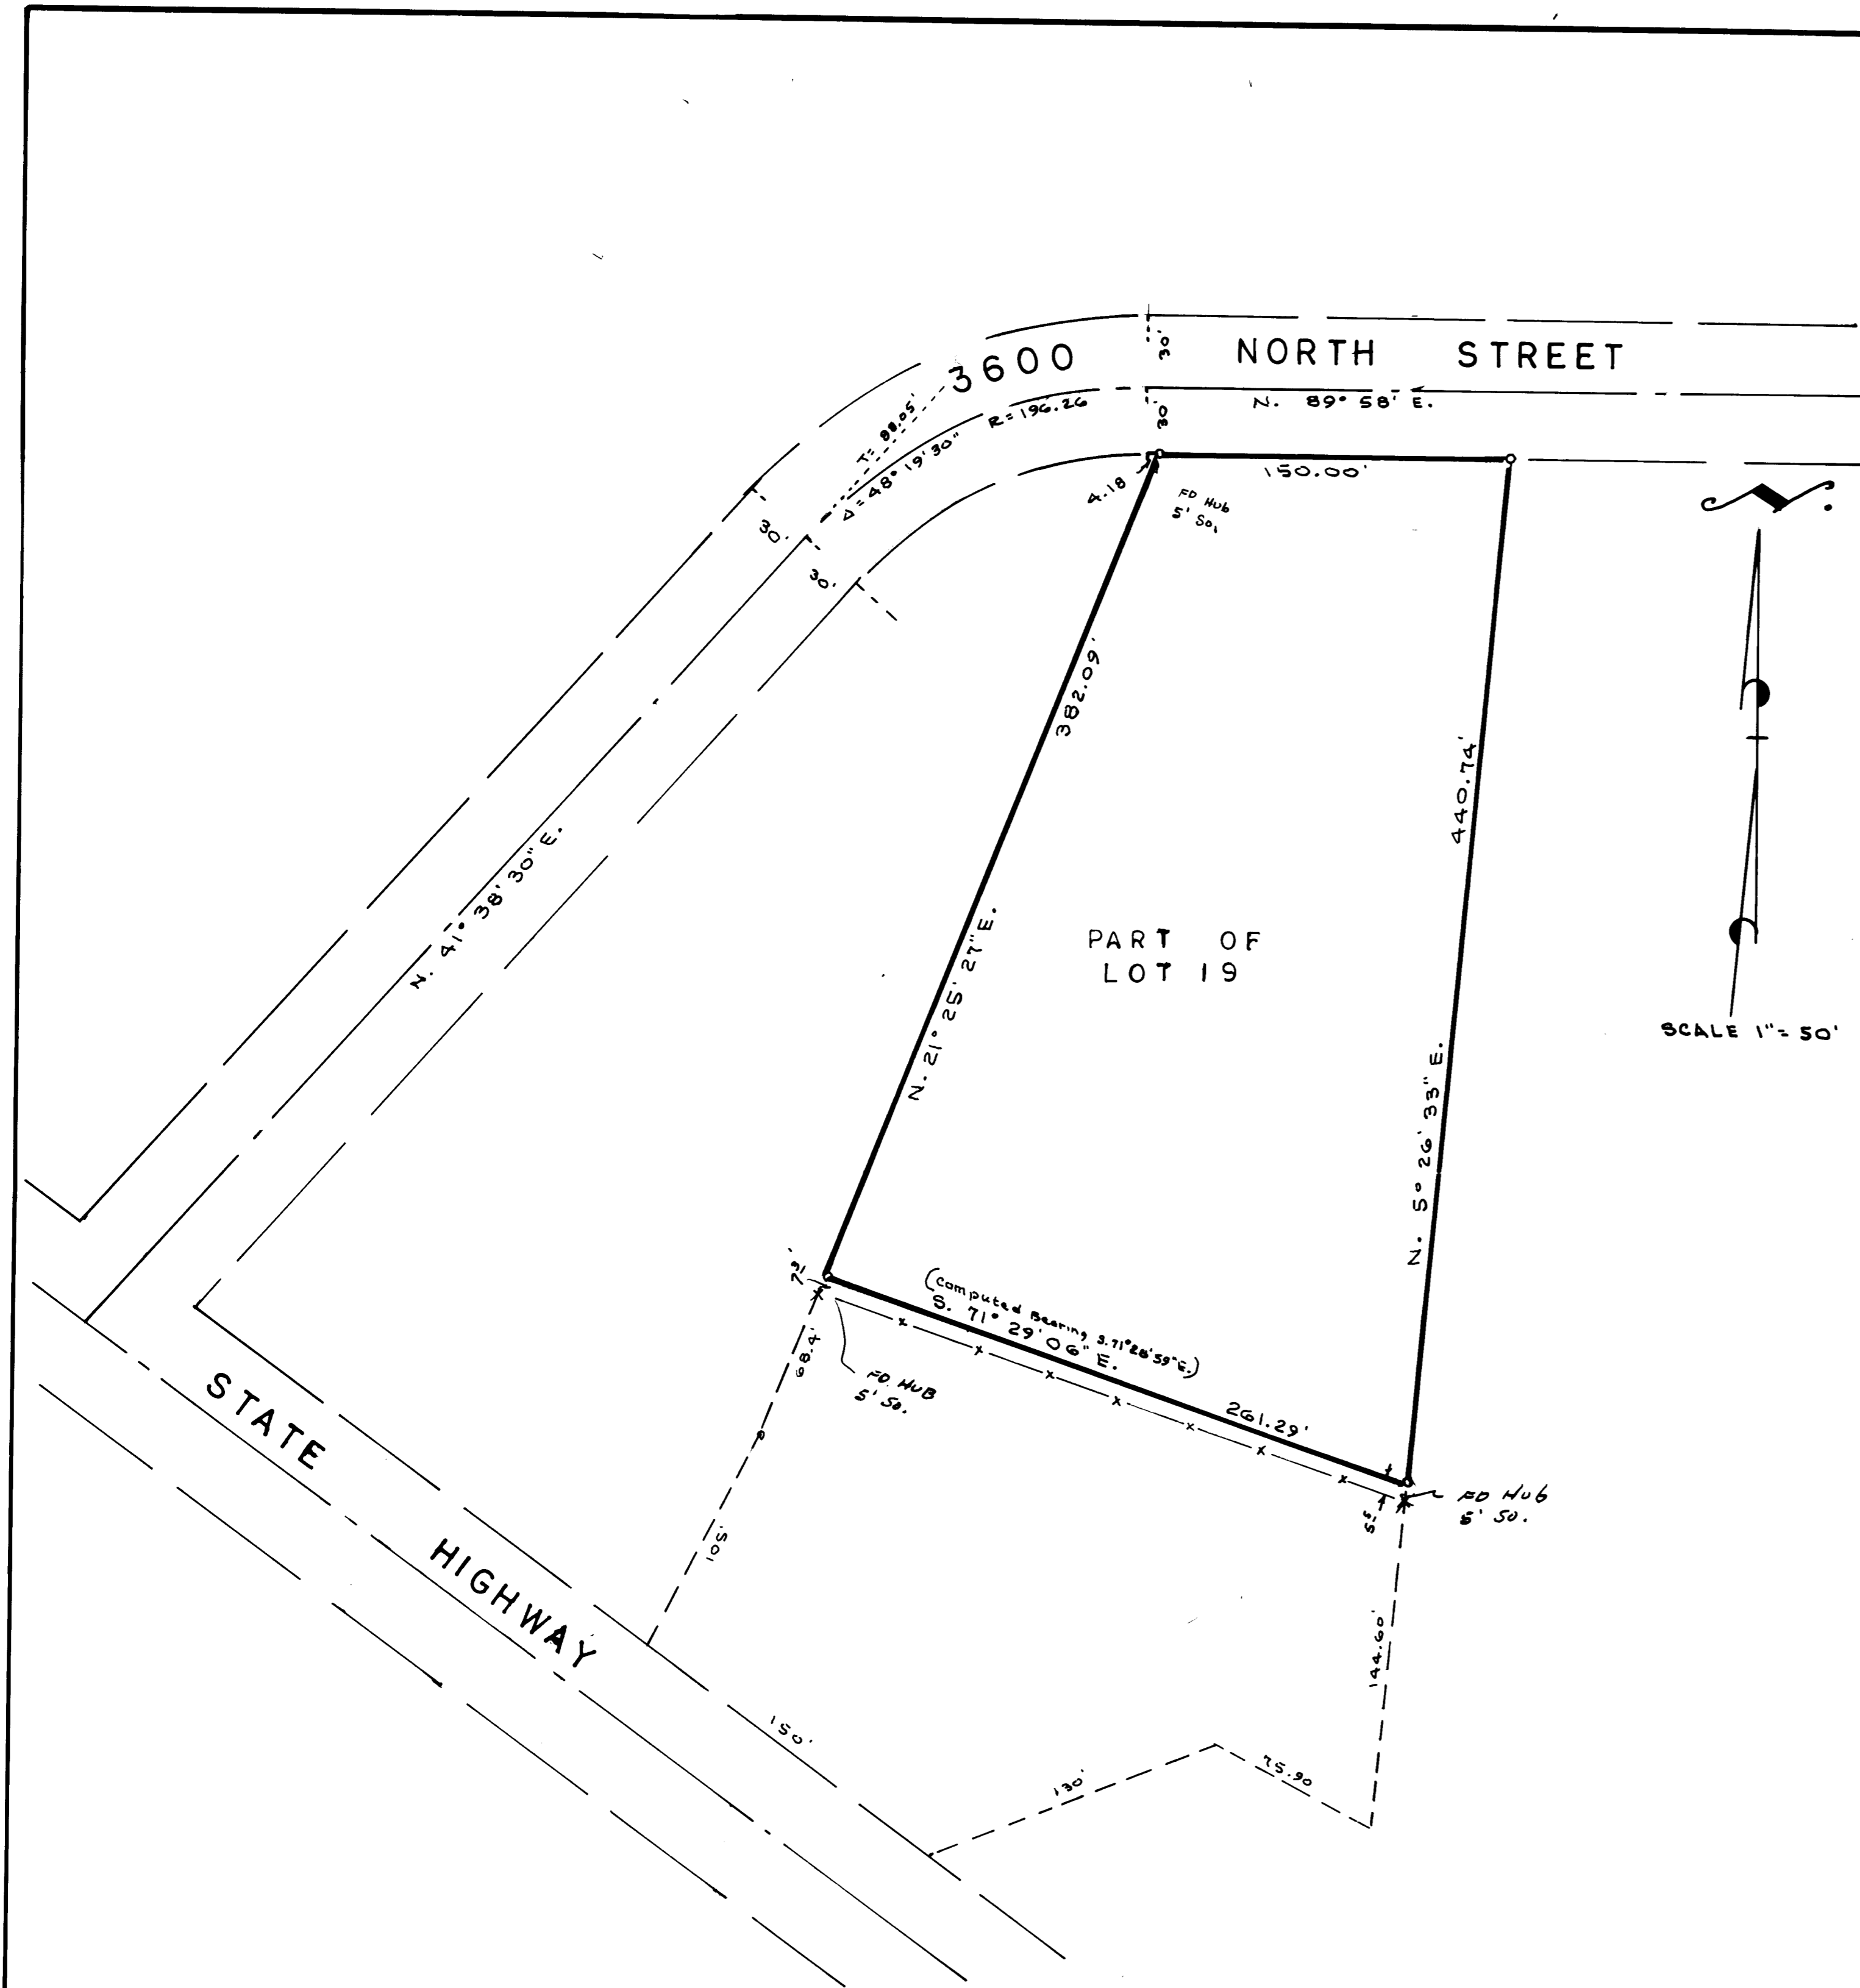 3600 NORTH STREET
30'
30'
N. 89° 58' E.
R=196.26
T= 88.05'
Δ= 48° 19' 30"
30'
30'
4.18
150.00'
FD Hub
5' So.
382.09'
440.74'
N. 41° 38' 30" E.
N. 21° 25' 27" E.
PART OF
LOT 19
N. 5° 26' 33" E.
SCALE 1"= 50'
(Computed Bearing S.71°28'59"E.)
S. 71° 29' 06" E.
261.29'
68.4'
FD. HUB
5' So.
FD HUB
5' So.
105'
144.60'
STATE
HIGHWAY
150'
130'
75.90